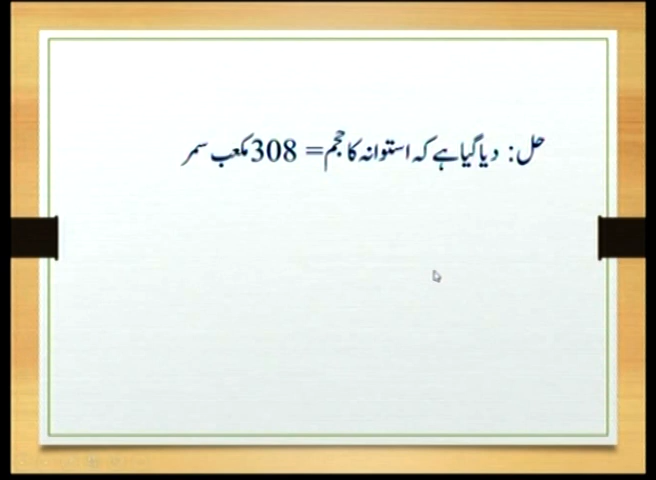 حل: دیا گیا ہے کہ استوانہ کا حجم = 308 مکعب سمر